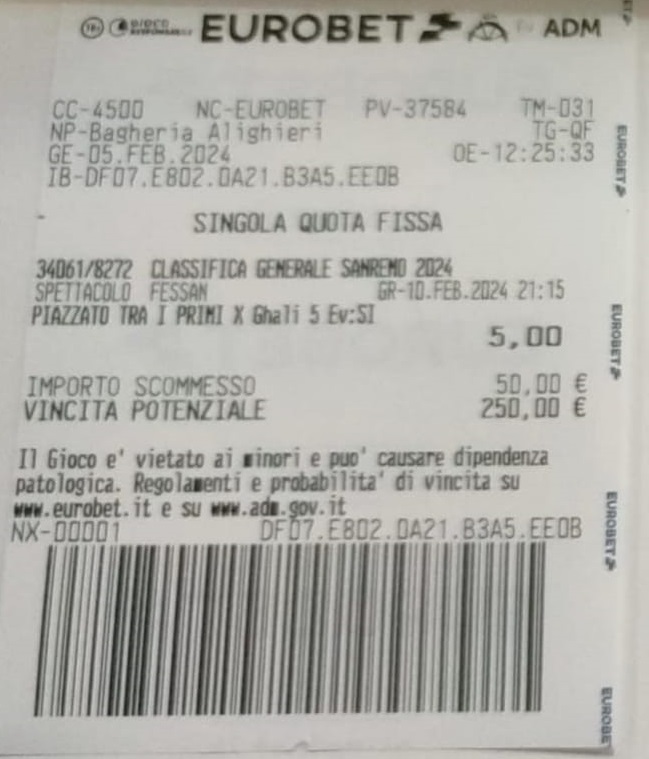 18+ GIOCO RESPONSABILE EUROBET ADM
CC-4500 NC-EUROBET PV-37584 TM-031
NP-Bagheria Alighieri TG-QF
GE-05.FEB.2024 OE-12:25:33
IB-DF07.E802.0A21.B3A5.EE0B
SINGOLA QUOTA FISSA
34061/8272 CLASSIFICA GENERALE SANREMO 2024
SPETTACOLO FESSAN GR-10.FEB.2024 21:15
PIAZZATO TRA I PRIMI X Ghali 5 Ev:SI
5,00
IMPORTO SCOMMESSO 50,00 €
VINCITA POTENZIALE 250,00 €
Il Gioco e' vietato ai minori e puo' causare dipendenza
patologica. Regolamenti e probabilita' di vincita su
www.eurobet.it e su www.adm.gov.it
NX-00001 DF07.E802.0A21.B3A5.EE0B
EUROBET
EUROBET
EUROBET
EUROBE